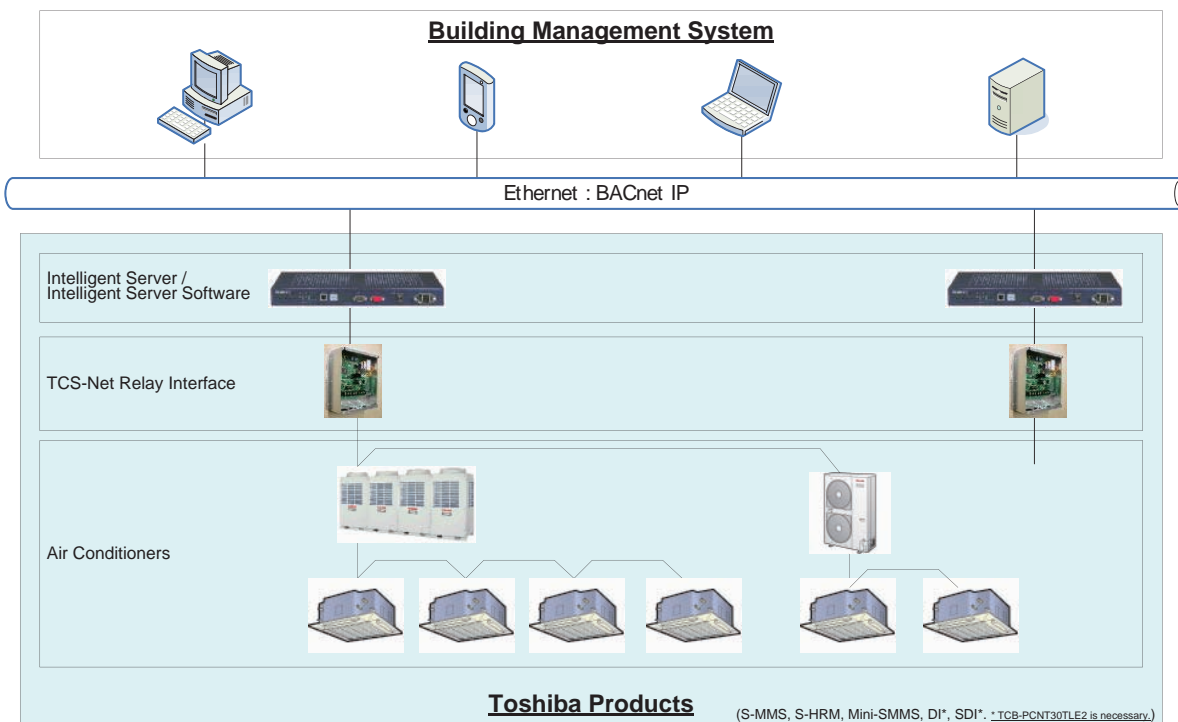 Building Management System
Ethernet : BACnet IP
Intelligent Server /
Intelligent Server Software
TCS-Net Relay Interface
Air Conditioners
Toshiba Products
(S-MMS, S-HRM, Mini-SMMS, DI*, SDI*. * TCB-PCNT30TLE2 is necessary.)